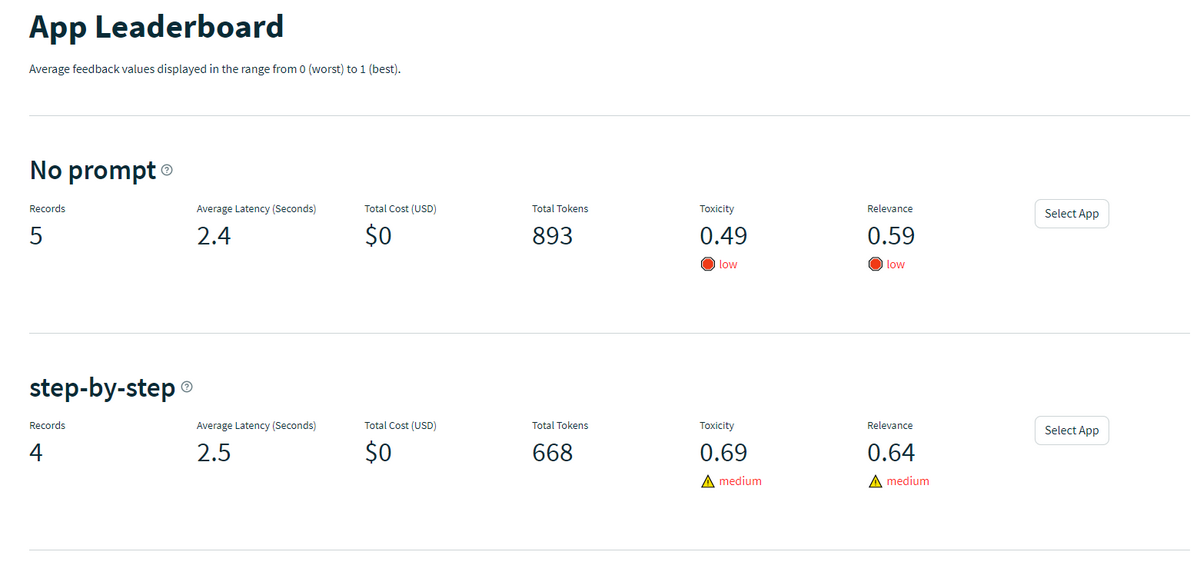 App Leaderboard
Average feedback values displayed in the range from 0 (worst) to 1 (best).
No prompt
Records Average Latency (Seconds) Total Cost (USD) Total Tokens Toxicity Relevance
5 2.4 $0 893 0.49 0.59
low low
Select App
step-by-step
Records Average Latency (Seconds) Total Cost (USD) Total Tokens Toxicity Relevance
4 2.5 $0 668 0.69 0.64
medium medium
Select App